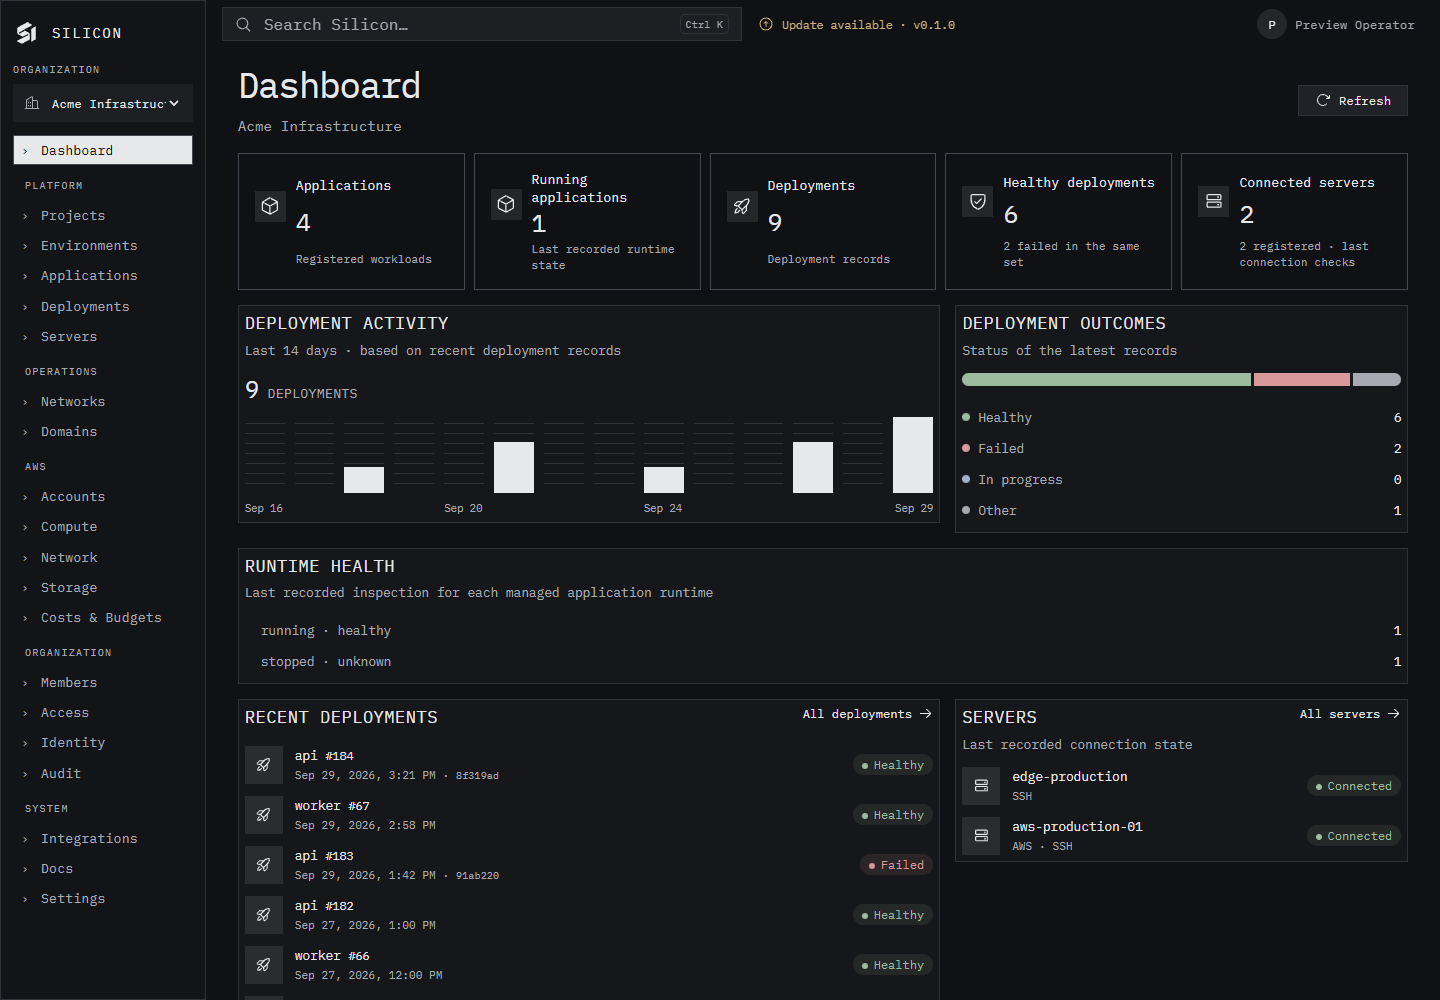 SILICON
ORGANIZATION
Acme Infrastruc
› Dashboard
PLATFORM
› Projects
› Environments
› Applications
› Deployments
› Servers
OPERATIONS
› Networks
› Domains
AWS
› Accounts
› Compute
› Network
› Storage
› Costs & Budgets
ORGANIZATION
› Members
› Access
› Identity
› Audit
SYSTEM
› Integrations
› Docs
› Settings
Search Silicon…
Ctrl K
Update available · v0.1.0
P
Preview Operator
Dashboard
Acme Infrastructure
Refresh
Applications
4
Registered workloads
Running
applications
1
Last recorded runtime
state
Deployments
9
Deployment records
Healthy deployments
6
2 failed in the same
set
Connected servers
2
2 registered · last
connection checks
DEPLOYMENT ACTIVITY
Last 14 days · based on recent deployment records
9 DEPLOYMENTS
Sep 16
Sep 20
Sep 24
Sep 29
DEPLOYMENT OUTCOMES
Status of the latest records
Healthy 6
Failed 2
In progress 0
Other 1
RUNTIME HEALTH
Last recorded inspection for each managed application runtime
running · healthy 1
stopped · unknown 1
RECENT DEPLOYMENTS
All deployments →
api #184
Sep 29, 2026, 3:21 PM · 8f319ad
Healthy
worker #67
Sep 29, 2026, 2:58 PM
Healthy
api #183
Sep 29, 2026, 1:42 PM · 91ab220
Failed
api #182
Sep 27, 2026, 1:00 PM
Healthy
worker #66
Sep 27, 2026, 12:00 PM
Healthy
SERVERS
All servers →
Last recorded connection state
edge-production
SSH
Connected
aws-production-01
AWS · SSH
Connected